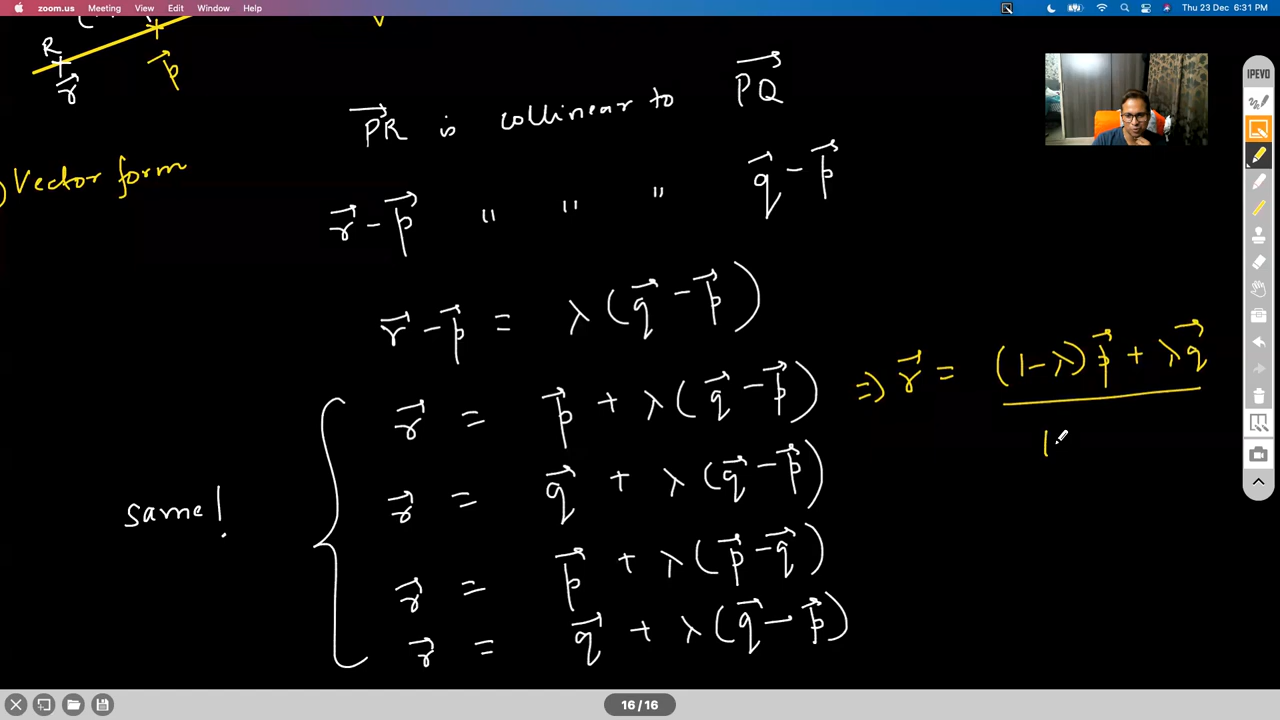 zoom.us Meeting View Edit Window Help Thu 23 Dec 6:31 PM
IPEVO
R
r⃗ p⃗
PR⃗ is collinear to PQ⃗
) Vector form
r⃗ - p⃗ " " " q⃗ - p⃗
r⃗ - p⃗ = λ(q⃗ - p⃗)
r⃗ = p⃗ + λ(q⃗ - p⃗) ⇒ r⃗ = (1-λ)p⃗ + λq⃗
1
r⃗ = q⃗ + λ(q⃗ - p⃗)
same!
r⃗ = p⃗ + λ(p⃗ - q⃗)
r⃗ = q⃗ + λ(q⃗ - p⃗)
16/16